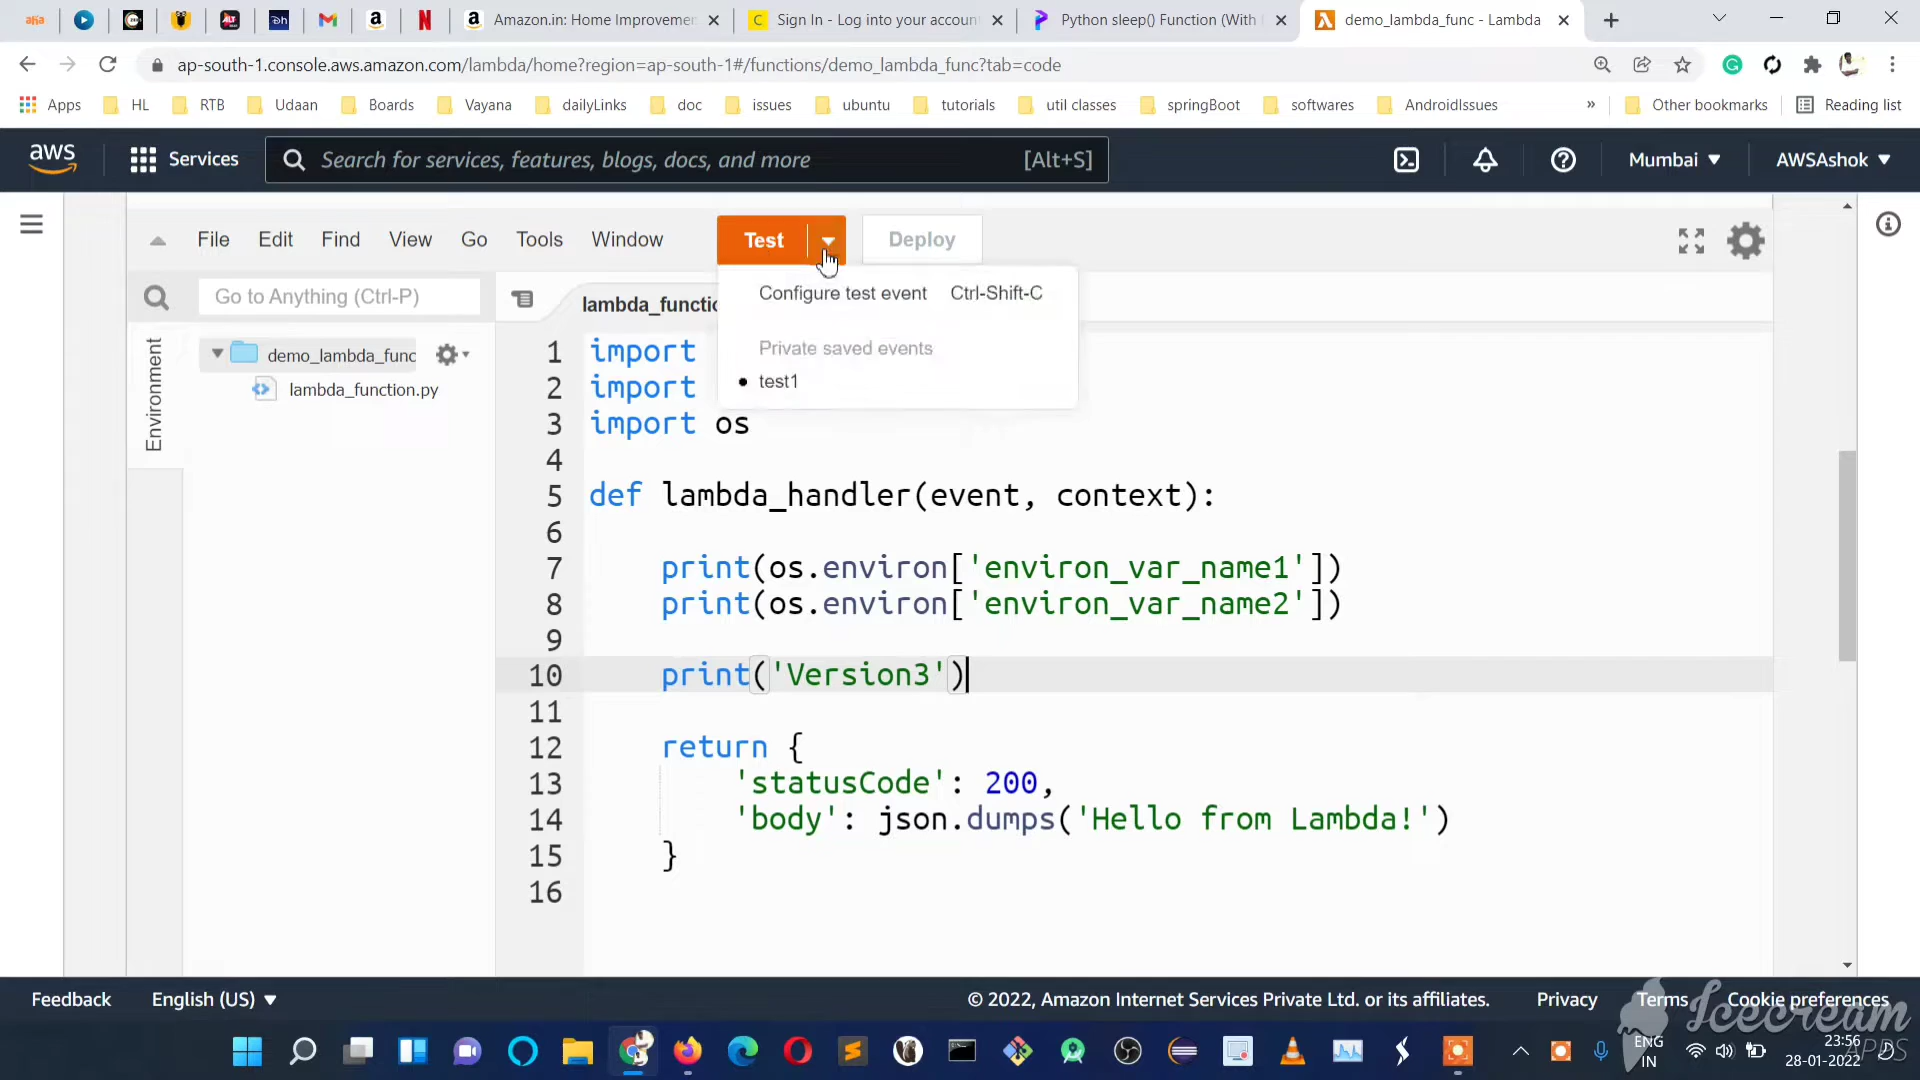 aha
Amazon.in: Home Improvemen
Sign In - Log into your accoun
Python sleep() Function (With
demo_lambda_func - Lambda
ap-south-1.console.aws.amazon.com/lambda/home?region=ap-south-1#/functions/demo_lambda_func?tab=code
Apps HL RTB Udaan Boards Vayana dailyLinks doc issues ubuntu tutorials util classes springBoot softwares AndroidIssues » Other bookmarks Reading list
aws Services Search for services, features, blogs, docs, and more [Alt+S] Mumbai AWSAshok
File Edit Find View Go Tools Window Test Deploy
Go to Anything (Ctrl-P)
lambda_functio
Configure test event Ctrl-Shift-C
Private saved events
test1
Environment
demo_lambda_func
lambda_function.py
1 import
2 import
3 import os
4
5 def lambda_handler(event, context):
6
7 print(os.environ['environ_var_name1'])
8 print(os.environ['environ_var_name2'])
9
10 print('Version3')
11
12 return {
13 'statusCode': 200,
14 'body': json.dumps('Hello from Lambda!')
15 }
16
Feedback English (US) © 2022, Amazon Internet Services Private Ltd. or its affiliates. Privacy Terms Cookie preferences
Icecream
APPS
ENG
IN
23:56
28-01-2022